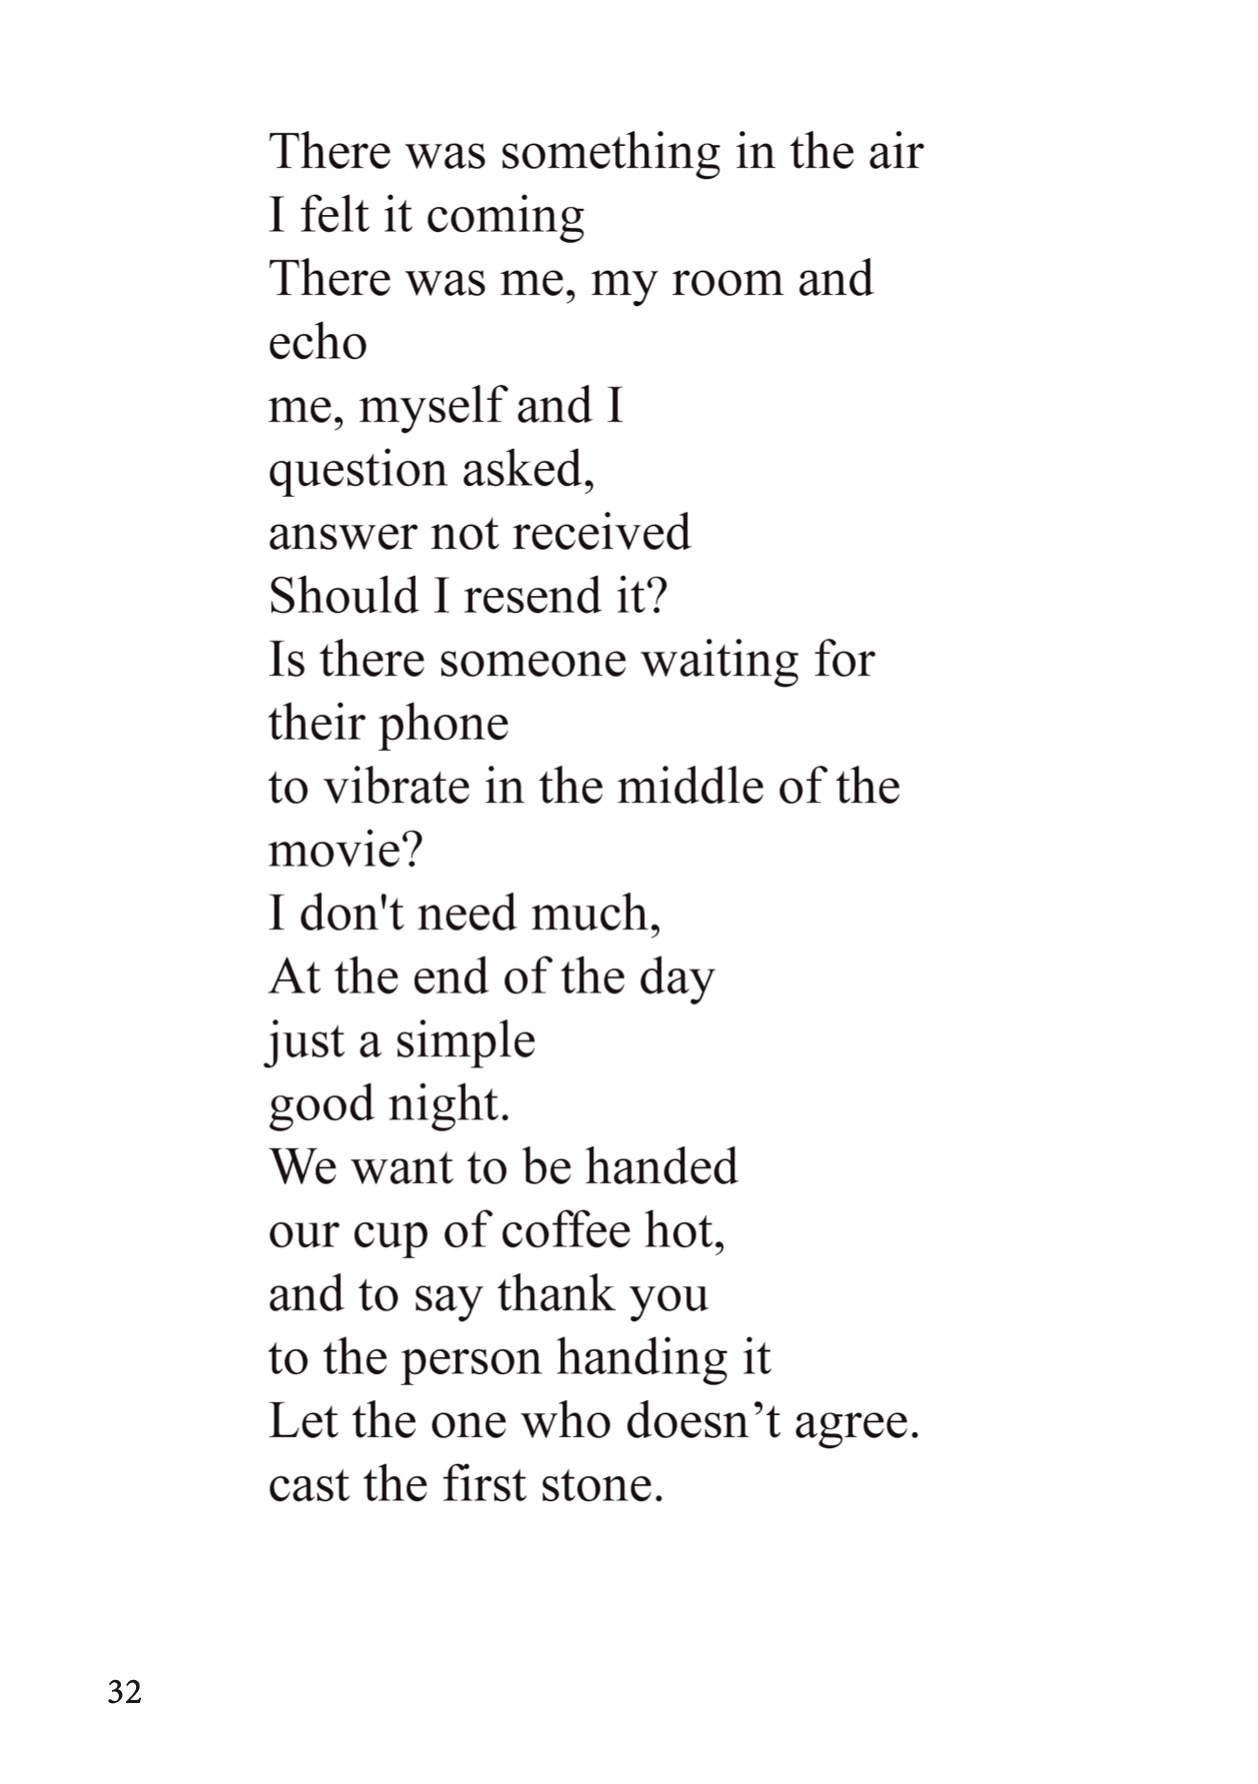 There was something in the air
I felt it coming
There was me, my room and
echo
me, myself and I
question asked,
answer not received
Should I resend it?
Is there someone waiting for
their phone
to vibrate in the middle of the
movie?
I don't need much,
At the end of the day
just a simple
good night.
We want to be handed
our cup of coffee hot,
and to say thank you
to the person handing it
Let the one who doesn’t agree.
cast the first stone.
32